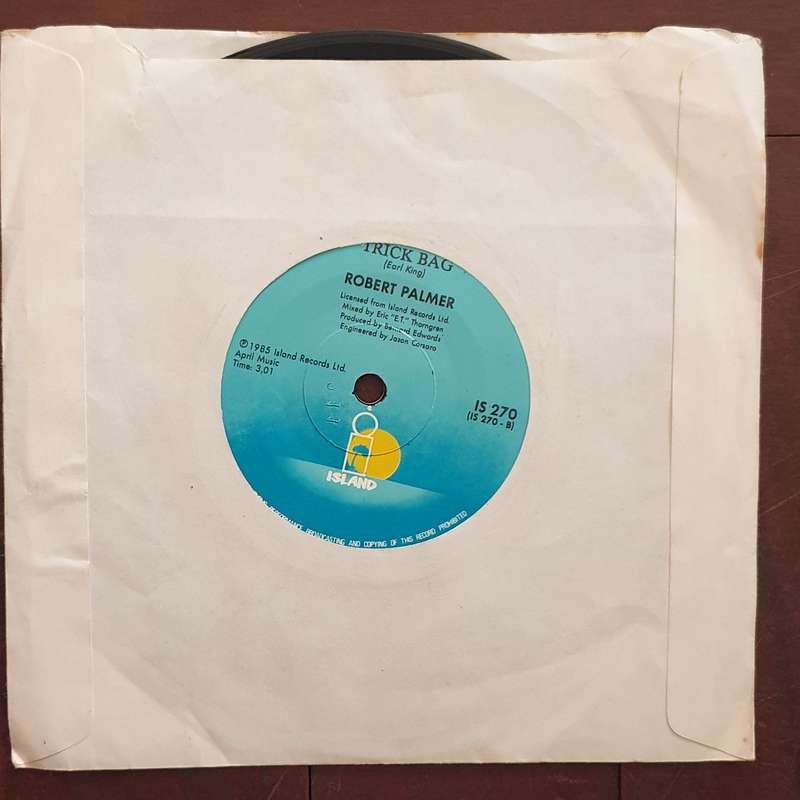 TRICK BAG
(Earl King)
ROBERT PALMER
Licensed from Island Records Ltd.
Mixed by Eric "E.T." Thorngren
Produced by Bernard Edwards
Engineered by Jason Corsaro
℗ 1985 Island Records Ltd.
April Music
Time: 3,01
IS 270
(IS 270 - B)
ISLAND
PERFORMANCE BROADCASTING AND COPYING OF THIS RECORD PROHIBITED